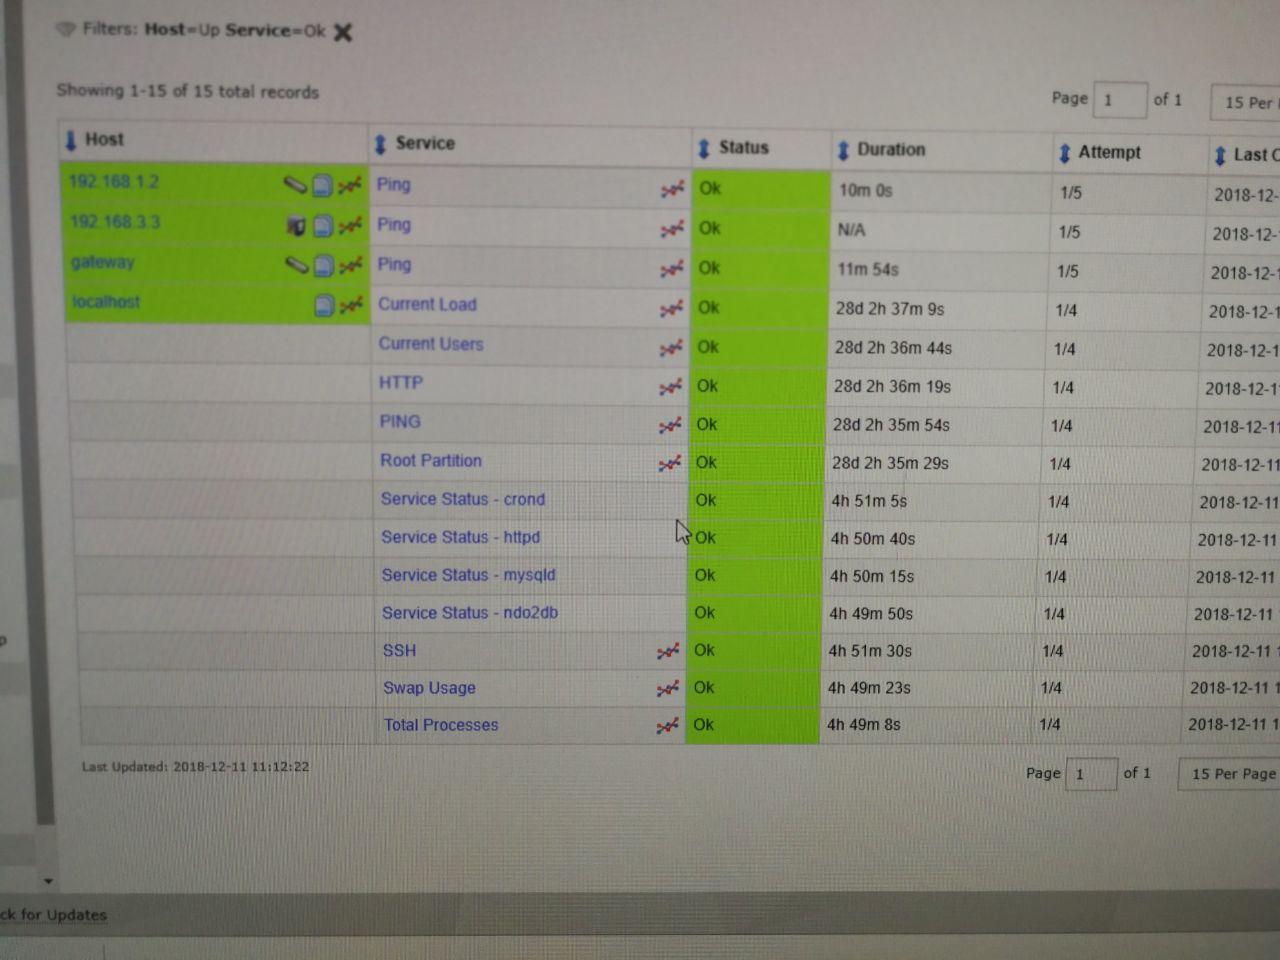 Filters: Host=Up Service=Ok
Showing 1-15 of 15 total records
Page 1 of 1 15 Per
Host Service Status Duration Attempt Last C
192.168.1.2 Ping Ok 10m 0s 1/5 2018-12-
192.168.3.3 Ping Ok N/A 1/5 2018-12-
gateway Ping Ok 11m 54s 1/5 2018-12-1
localhost Current Load Ok 28d 2h 37m 9s 1/4 2018-12-1
Current Users Ok 28d 2h 36m 44s 1/4 2018-12-1
HTTP Ok 28d 2h 36m 19s 1/4 2018-12-1
PING Ok 28d 2h 35m 54s 1/4 2018-12-11
Root Partition Ok 28d 2h 35m 29s 1/4 2018-12-11
Service Status - crond Ok 4h 51m 5s 1/4 2018-12-11
Service Status - httpd Ok 4h 50m 40s 1/4 2018-12-11
Service Status - mysqld Ok 4h 50m 15s 1/4 2018-12-11
Service Status - ndo2db Ok 4h 49m 50s 1/4 2018-12-11
SSH Ok 4h 51m 30s 1/4 2018-12-11 1
Swap Usage Ok 4h 49m 23s 1/4 2018-12-11 1
Total Processes Ok 4h 49m 8s 1/4 2018-12-11 1
Last Updated: 2018-12-11 11:12:22
Page 1 of 1 15 Per Page
ck for Updates